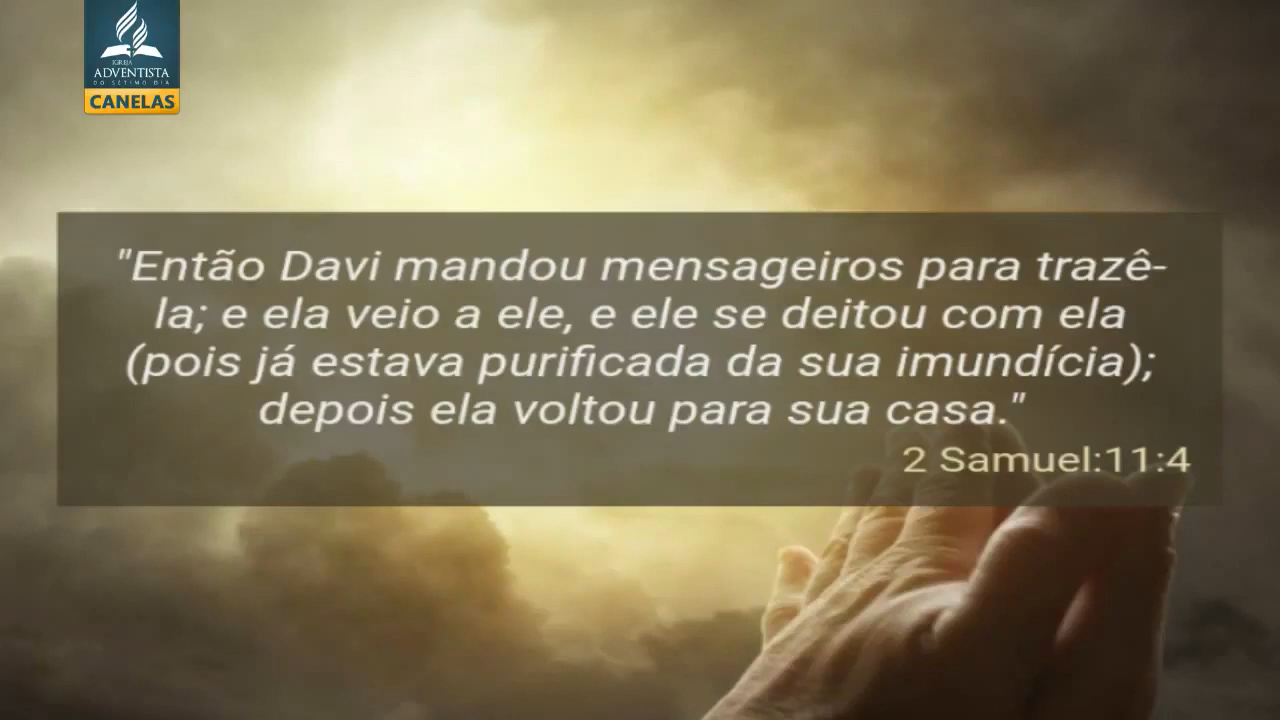 IGREJA
ADVENTISTA
DO SÉTIMO DIA
CANELAS
"Então Davi mandou mensageiros para trazê-
la; e ela veio a ele, e ele se deitou com ela
(pois já estava purificada da sua imundícia);
depois ela voltou para sua casa."
2 Samuel:11:4